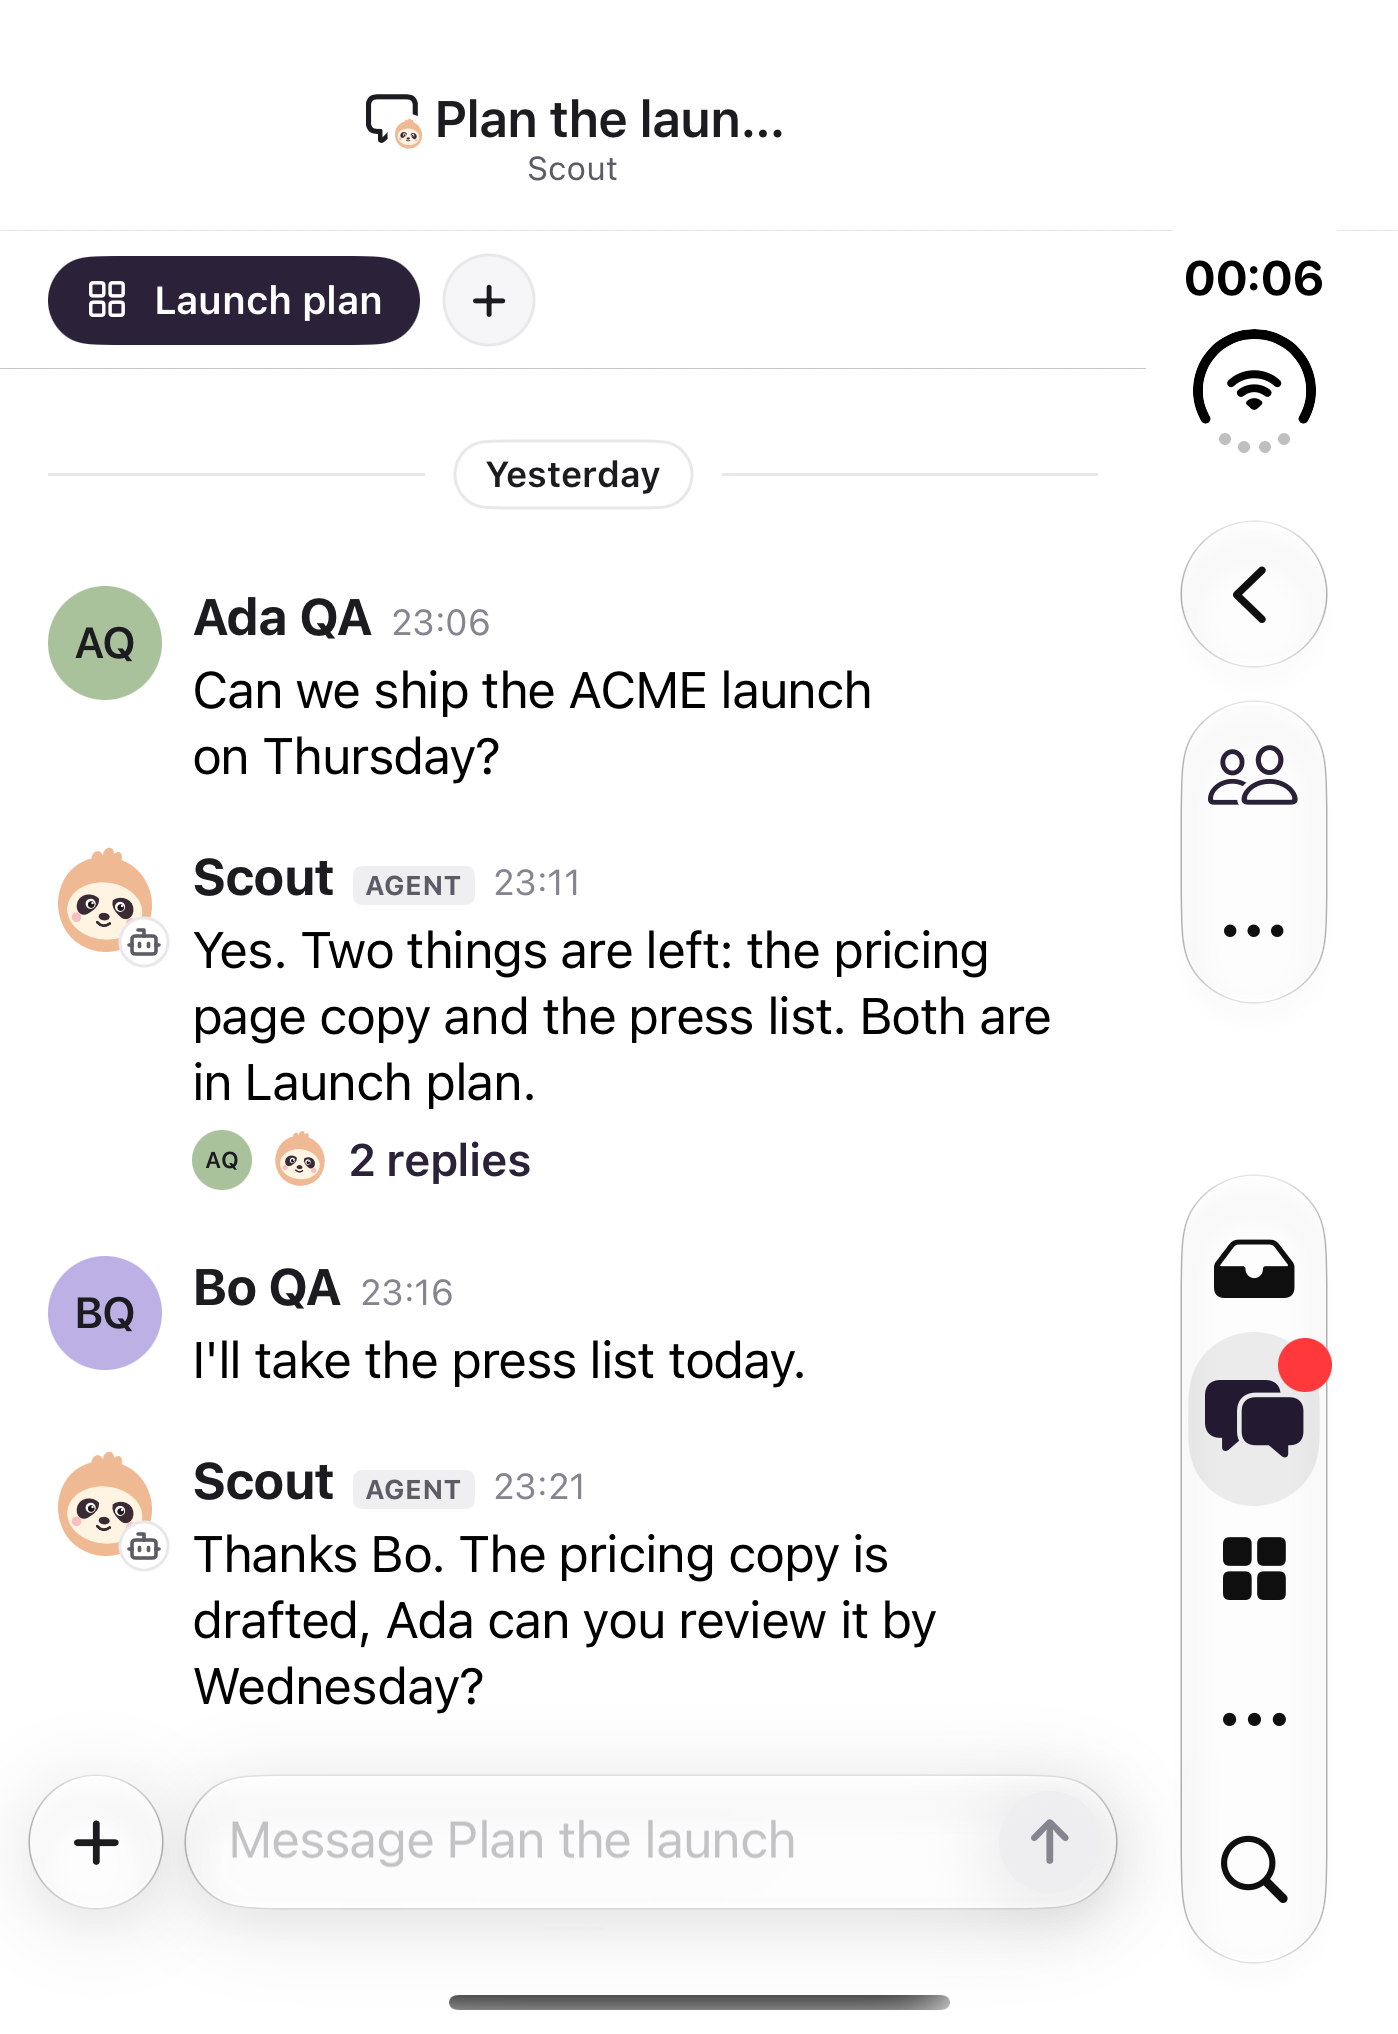 Plan the laun...
Scout
00:06
Launch plan
Yesterday
AQ
Ada QA 23:06
Can we ship the ACME launch
on Thursday?
Scout AGENT 23:11
Yes. Two things are left: the pricing
page copy and the press list. Both are
in Launch plan.
AQ 2 replies
BQ
Bo QA 23:16
I'll take the press list today.
Scout AGENT 23:21
Thanks Bo. The pricing copy is
drafted, Ada can you review it by
Wednesday?
Message Plan the launch